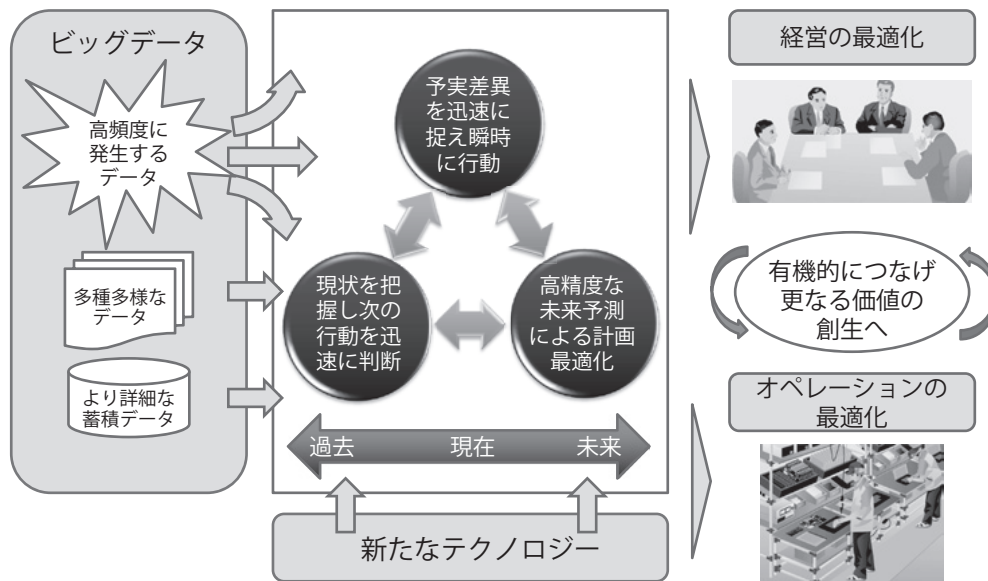 ビッグデータ
高頻度に
発生する
データ
多種多様な
データ
より詳細な
蓄積データ
予実差異
を迅速に
捉え瞬時
に行動
現状を把
握し次の
行動を迅
速に判断
高精度な
未来予測
による計画
最適化
過去 現在 未来
新たなテクノロジー
経営の最適化
有機的につなげ
更なる価値の
創生へ
オペレーションの
最適化